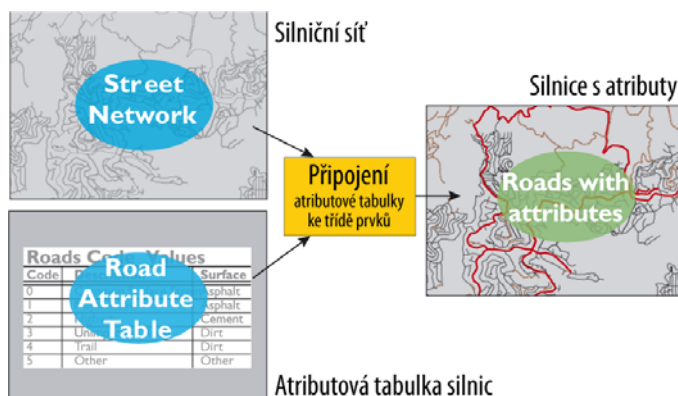 Silniční síť
Street
Network
Silnice s atributy
Připojení
atributové tabulky
ke třídě prvků
Roads with
attributes
Roads Code Values
Code Surface
Road
Attribute
Table
0 Asphalt
1 Asphalt
2 Cement
3 Dirt
4 Trail Dirt
5 Other Other
Atributová tabulka silnic